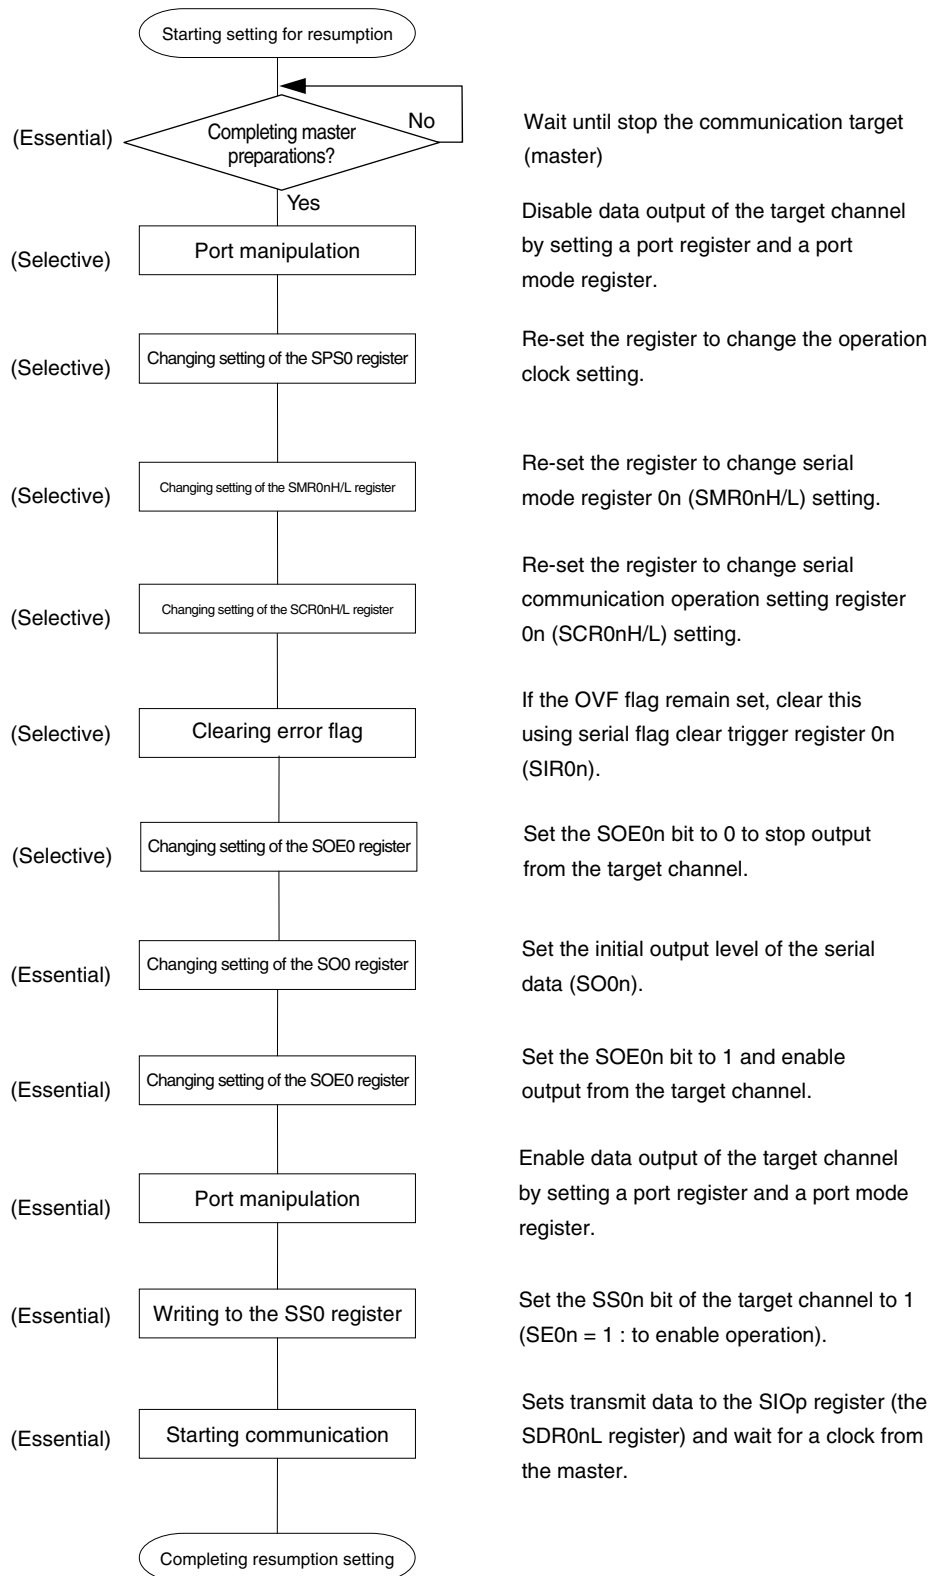 Starting setting for resumption
(Essential)
Completing master
preparations?
No
Wait until stop the communication target
(master)
Yes
(Selective)
Port manipulation
Disable data output of the target channel
by setting a port register and a port
mode register.
(Selective)
Changing setting of the SPS0 register
Re-set the register to change the operation
clock setting.
(Selective)
Changing setting of the SMR0nH/L register
Re-set the register to change serial
mode register 0n (SMR0nH/L) setting.
(Selective)
Changing setting of the SCR0nH/L register
Re-set the register to change serial
communication operation setting register
0n (SCR0nH/L) setting.
(Selective)
Clearing error flag
If the OVF flag remain set, clear this
using serial flag clear trigger register 0n
(SIR0n).
(Selective)
Changing setting of the SOE0 register
Set the SOE0n bit to 0 to stop output
from the target channel.
(Essential)
Changing setting of the SO0 register
Set the initial output level of the serial
data (SO0n).
(Essential)
Changing setting of the SOE0 register
Set the SOE0n bit to 1 and enable
output from the target channel.
(Essential)
Port manipulation
Enable data output of the target channel
by setting a port register and a port mode
register.
(Essential)
Writing to the SS0 register
Set the SS0n bit of the target channel to 1
(SE0n = 1 : to enable operation).
(Essential)
Starting communication
Sets transmit data to the SIOp register (the
SDR0nL register) and wait for a clock from
the master.
Completing resumption setting